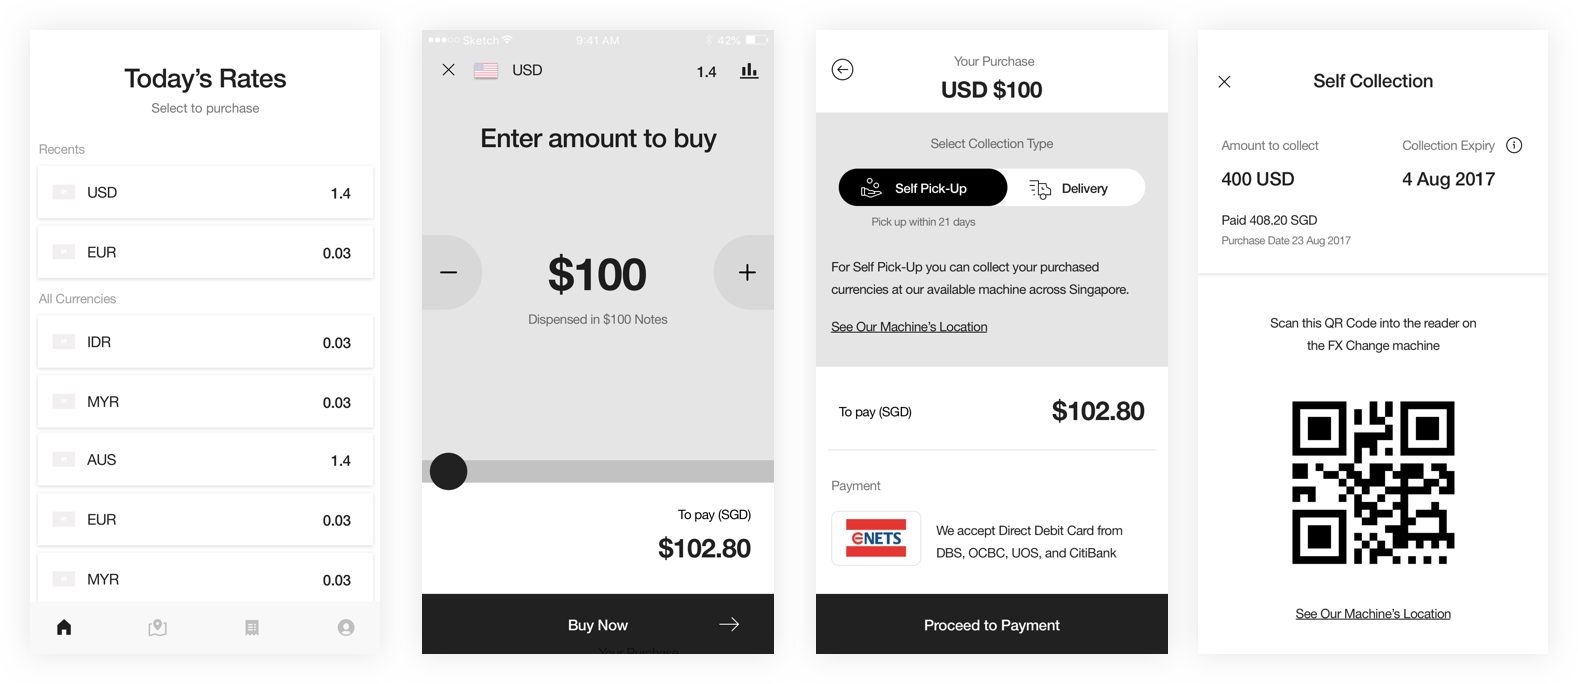 Today's Rates
Select to purchase
Recents
USD 1.4
EUR 0.03
All Currencies
IDR 0.03
MYR 0.03
AUS 1.4
EUR 0.03
MYR 0.03
Sketch 9:41 AM 42%
USD 1.4
Enter amount to buy
− $100 +
Dispensed in $100 Notes
To pay (SGD)
$102.80
Buy Now
Your Purchase
Your Purchase
USD $100
Select Collection Type
Self Pick-Up Delivery
Pick up within 21 days
For Self Pick-Up you can collect your purchased
currencies at our available machine across Singapore.
See Our Machine's Location
To pay (SGD) $102.80
Payment
eNETS
We accept Direct Debit Card from
DBS, OCBC, UOS, and CitiBank
Proceed to Payment
Self Collection
Amount to collect Collection Expiry
400 USD 4 Aug 2017
Paid 408.20 SGD
Purchase Date 23 Aug 2017
Scan this QR Code into the reader on
the FX Change machine
See Our Machine's Location